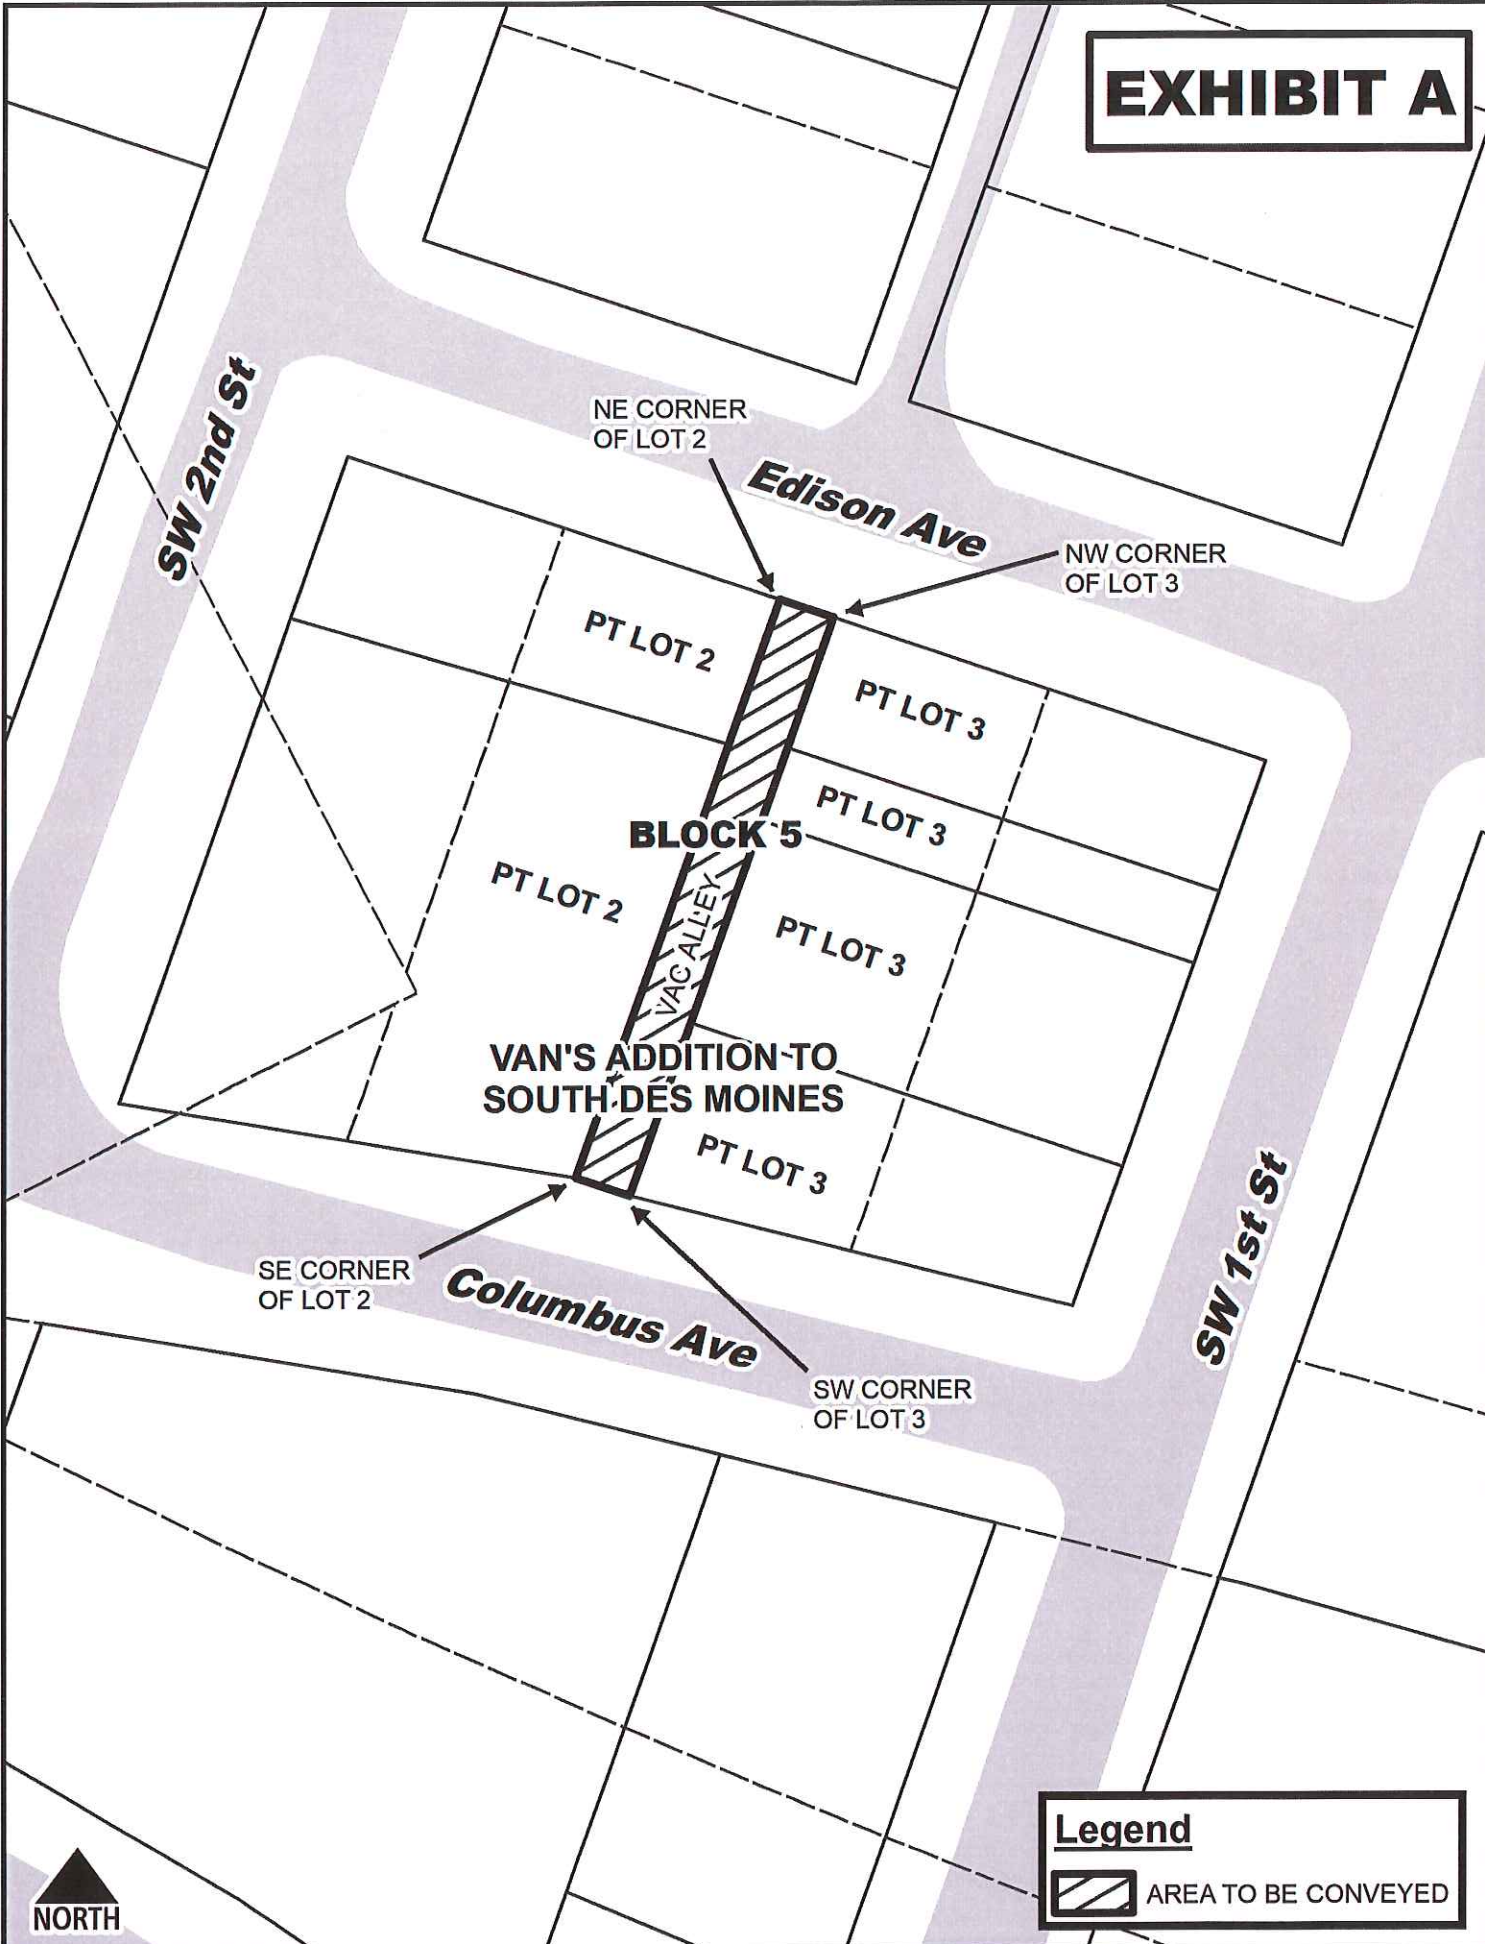 EXHIBIT A
SW 2nd St
NE CORNER
OF LOT 2
Edison Ave
NW CORNER
OF LOT 3
PT LOT 2
PT LOT 3
PT LOT 3
BLOCK 5
PT LOT 2
VAC ALLEY
PT LOT 3
VAN'S ADDITION TO
SOUTH DES MOINES
PT LOT 3
SW 1st St
SE CORNER
OF LOT 2
Columbus Ave
SW CORNER
OF LOT 3
Legend
AREA TO BE CONVEYED
NORTH